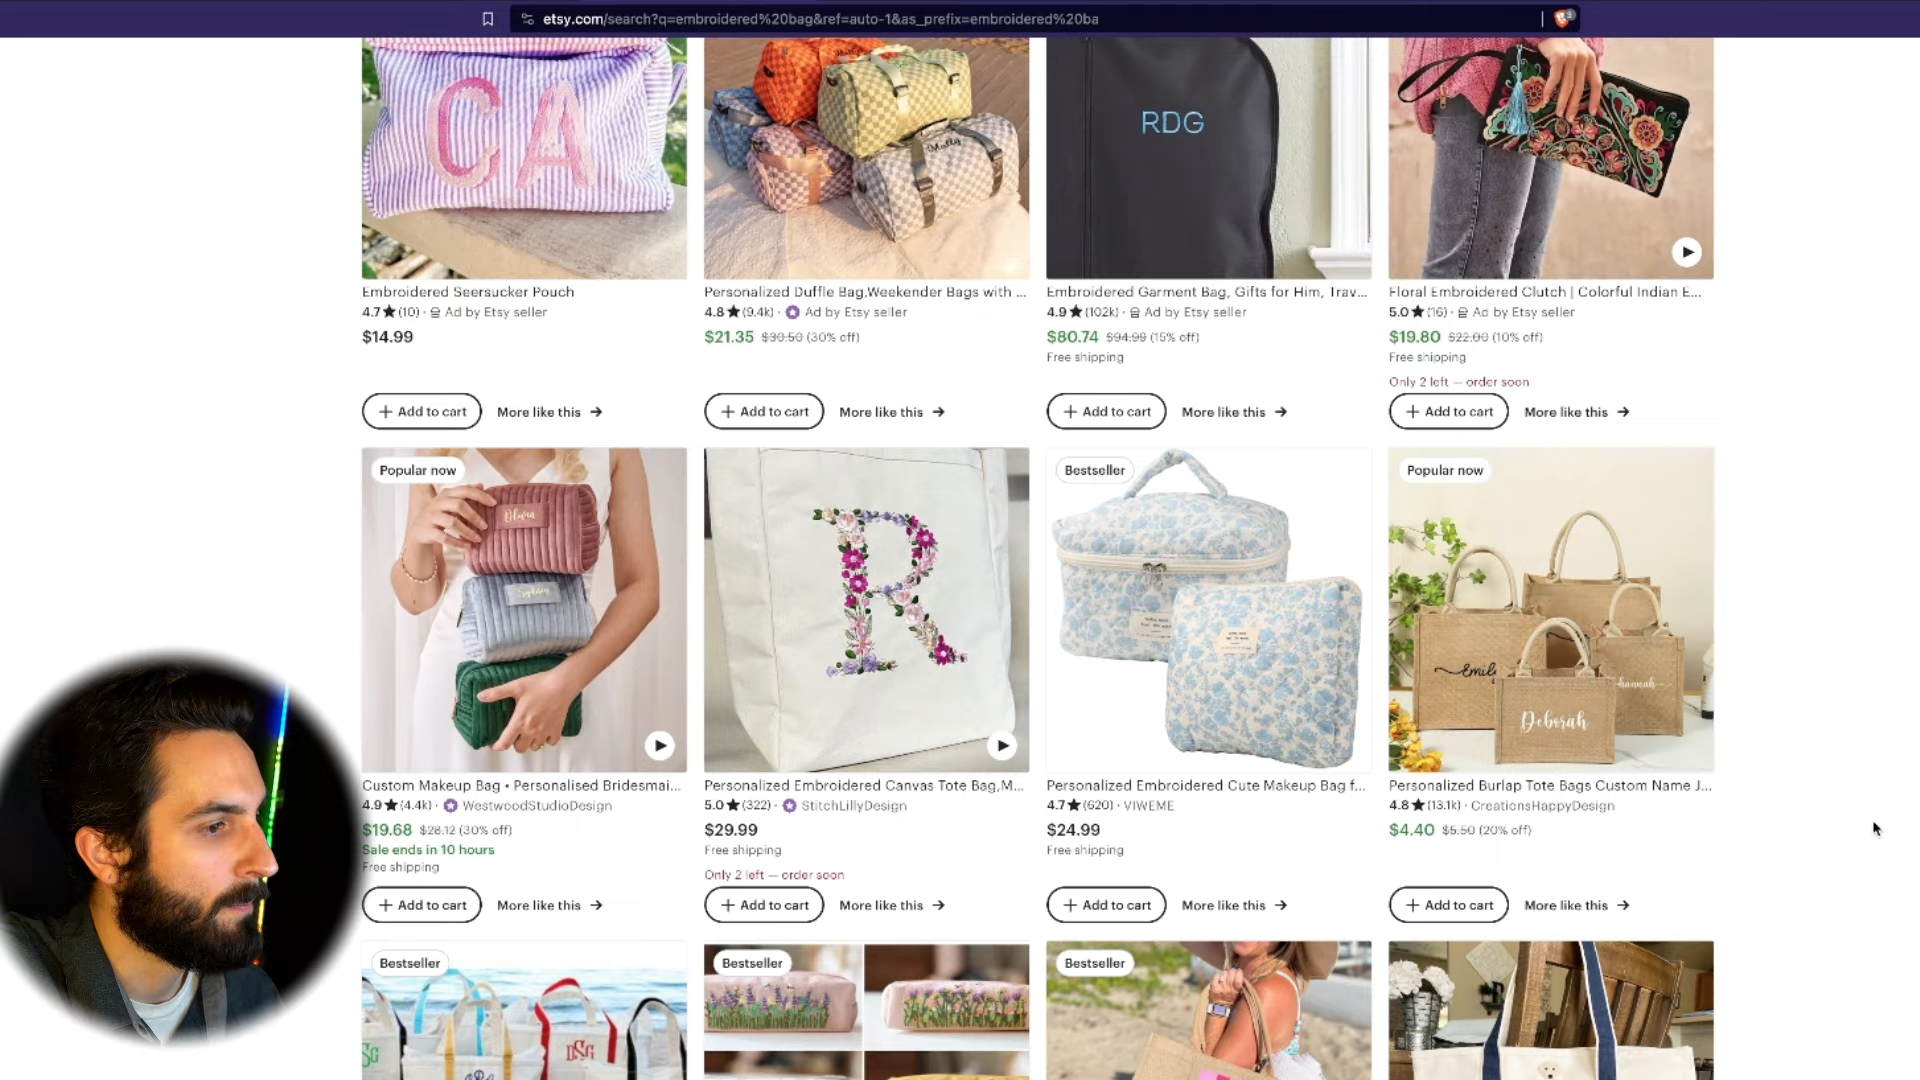 etsy.com/search?q=embroidered%20bag&ref=auto-1&as_prefix=embroidered%20ba
CA
Molly
RDG
Embroidered Seersucker Pouch
4.7★(10) · Ad by Etsy seller
$14.99
+ Add to cart More like this →
Personalized Duffle Bag,Weekender Bags with ...
4.8★(9.4k) · Ad by Etsy seller
$21.35 $30.50 (30% off)
+ Add to cart More like this →
Embroidered Garment Bag, Gifts for Him, Trav...
4.9★(102k) · Ad by Etsy seller
$80.74 $94.99 (15% off)
Free shipping
+ Add to cart More like this →
Floral Embroidered Clutch | Colorful Indian E...
5.0★(16) · Ad by Etsy seller
$19.80 $22.00 (10% off)
Free shipping
Only 2 left — order soon
+ Add to cart More like this →
Popular now
Olivia
Sydney
Custom Makeup Bag • Personalised Bridesmai...
4.9★(4.4k) · WestwoodStudioDesign
$19.68 $28.12 (30% off)
Sale ends in 10 hours
Free shipping
+ Add to cart More like this →
R
Personalized Embroidered Canvas Tote Bag,M...
5.0★(322) · StitchLillyDesign
$29.99
Free shipping
Only 2 left — order soon
+ Add to cart More like this →
Bestseller
Personalized Embroidered Cute Makeup Bag f...
4.7★(620) · VIWEME
$24.99
Free shipping
+ Add to cart More like this →
Popular now
Emily
hannah
Deborah
Personalized Burlap Tote Bags Custom Name J...
4.8★(13.1k) · CreationsHappyDesign
$4.40 $5.50 (20% off)
+ Add to cart More like this →
Bestseller
DSG
Bestseller
Bestseller